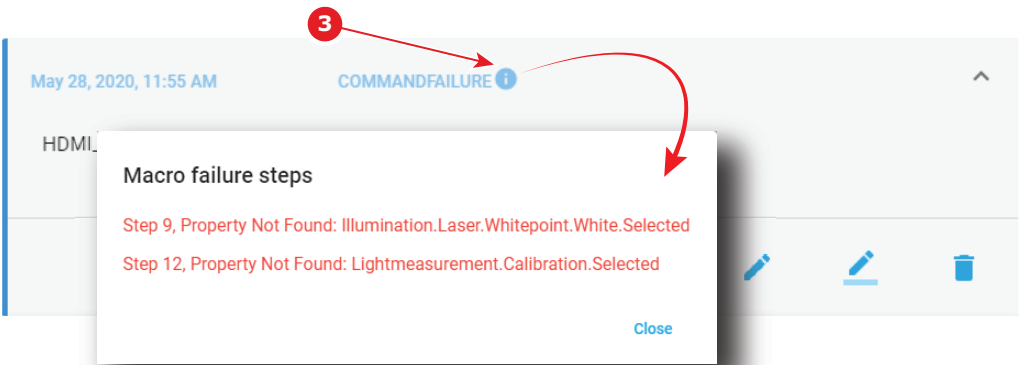 3
May 28, 2020, 11:55 AM COMMANDFAILURE i
HDMI_
Macro failure steps
Step 9, Property Not Found: Illumination.Laser.Whitepoint.White.Selected
Step 12, Property Not Found: Lightmeasurement.Calibration.Selected
Close